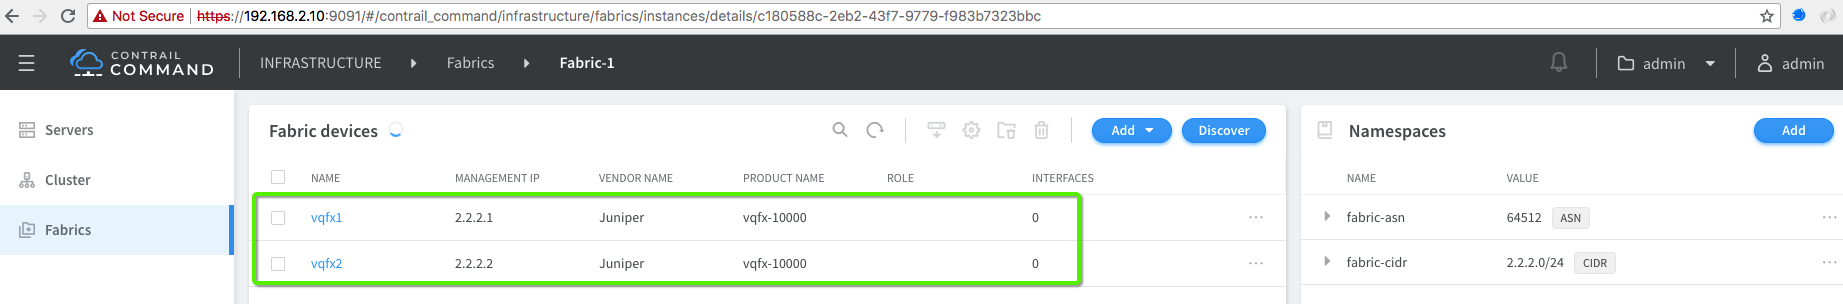 Not Secure https://192.168.2.10:9091/#/contrail_command/infrastructure/fabrics/instances/details/c180588c-2eb2-43f7-9779-f983b7323bbc
CONTRAIL
COMMAND
INFRASTRUCTURE Fabrics Fabric-1 admin admin
Servers
Cluster
Fabrics
Fabric devices Add Discover
NAME MANAGEMENT IP VENDOR NAME PRODUCT NAME ROLE INTERFACES
vqfx1 2.2.2.1 Juniper vqfx-10000 0
vqfx2 2.2.2.2 Juniper vqfx-10000 0
Namespaces Add
NAME VALUE
fabric-asn 64512 ASN
fabric-cidr 2.2.2.0/24 CIDR